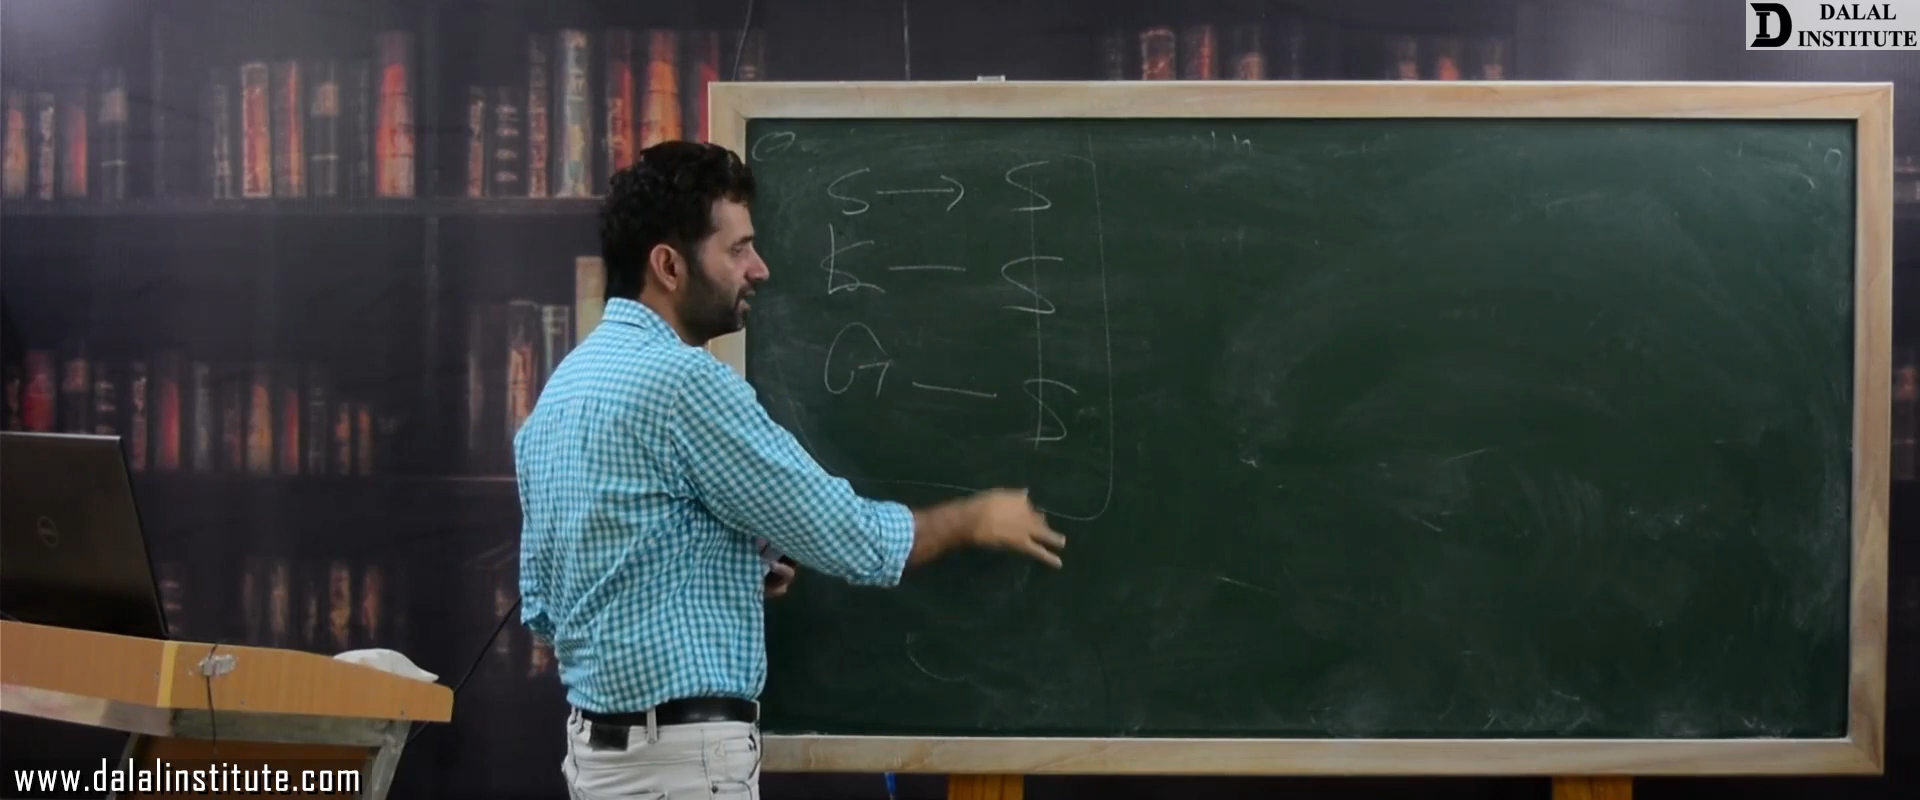 DALAL
INSTITUTE
S → S
L — S
G — S
www.dalalinstitute.com